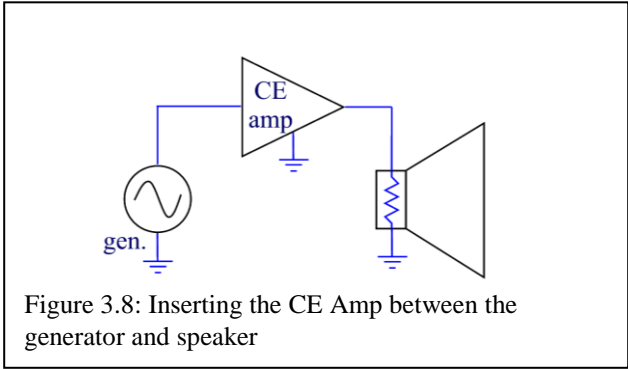 CE
amp
gen.
Figure 3.8: Inserting the CE Amp between the
generator and speaker